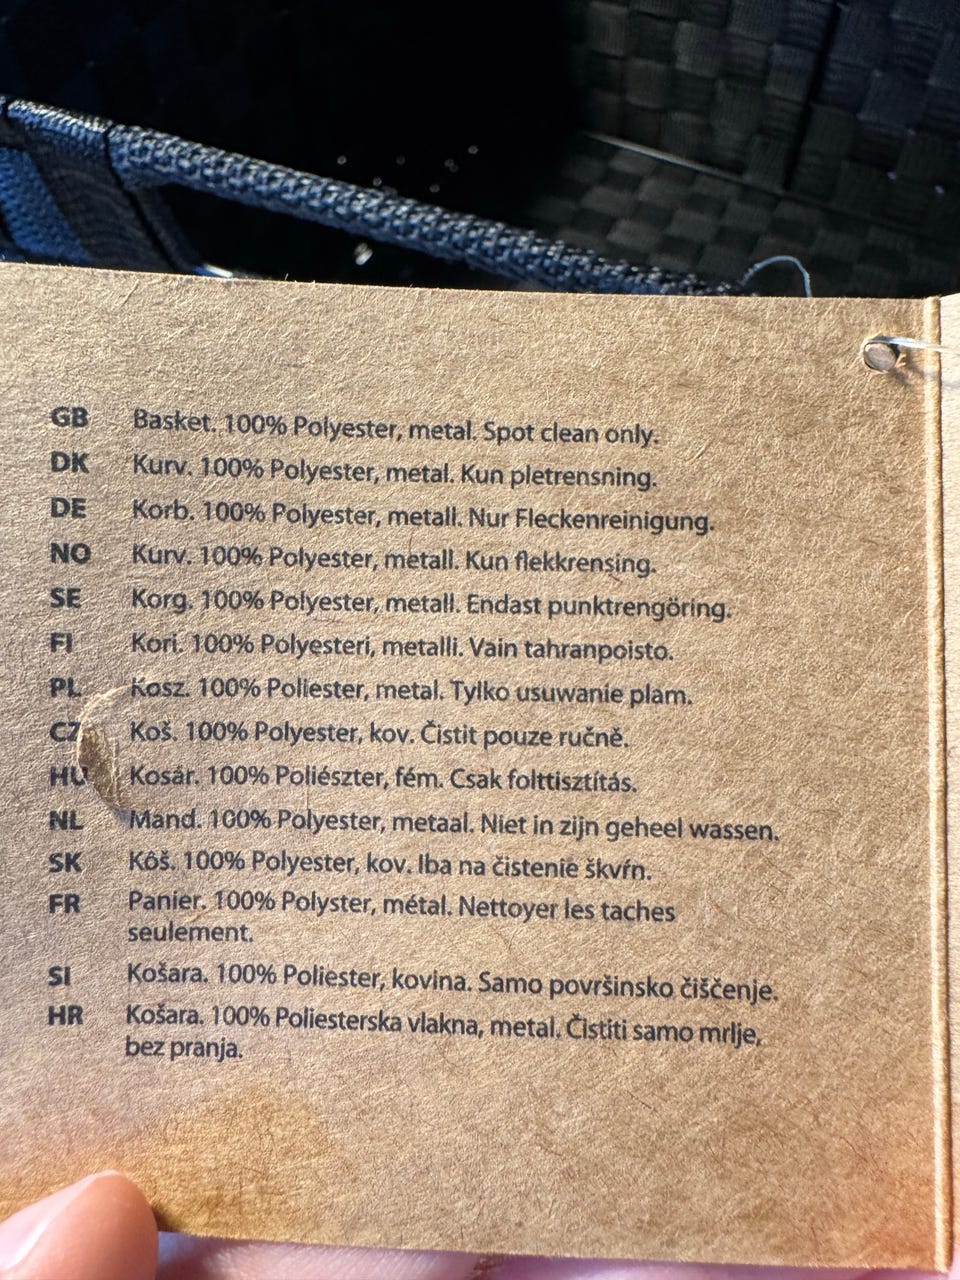 GB Basket. 100% Polyester, metal. Spot clean only.
DK Kurv. 100% Polyester, metal. Kun pletrensning.
DE Korb. 100% Polyester, metall. Nur Fleckenreinigung.
NO Kurv. 100% Polyester, metall. Kun flekkrensing.
SE Korg. 100% Polyester, metall. Endast punktrengöring.
FI Kori. 100% Polyesteri, metalli. Vain tahranpoisto.
PL Kosz. 100% Poliester, metal. Tylko usuwanie plam.
CZ Koš. 100% Polyester, kov. Čistit pouze ručně.
HU Kosár. 100% Poliészter, fém. Csak folttisztítás.
NL Mand. 100% Polyester, metaal. Niet in zijn geheel wassen.
SK Kôš. 100% Polyester, kov. Iba na čistenie škvŕn.
FR Panier. 100% Polyster, métal. Nettoyer les taches
seulement.
SI Košara. 100% Poliester, kovina. Samo površinsko čiščenje.
HR Košara. 100% Poliesterska vlakna, metal. Čistiti samo mrlje,
bez pranja.